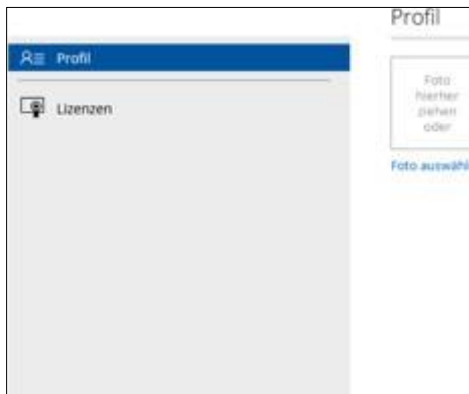 Profil
Profil
Lizenzen
Foto
hierher
ziehen
oder
Foto auswähl